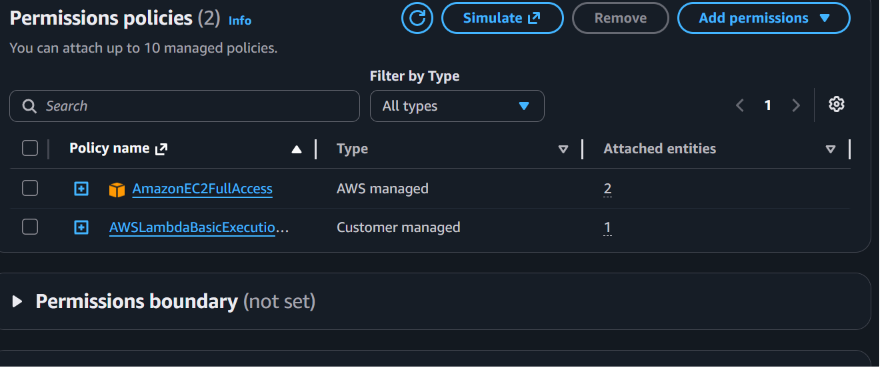 Permissions policies (2) Info
Simulate
Remove
Add permissions
You can attach up to 10 managed policies.
Filter by Type
Search
All types
1
Policy name
Type
Attached entities
AmazonEC2FullAccess
AWS managed
2
AWSLambdaBasicExecutio...
Customer managed
1
Permissions boundary (not set)